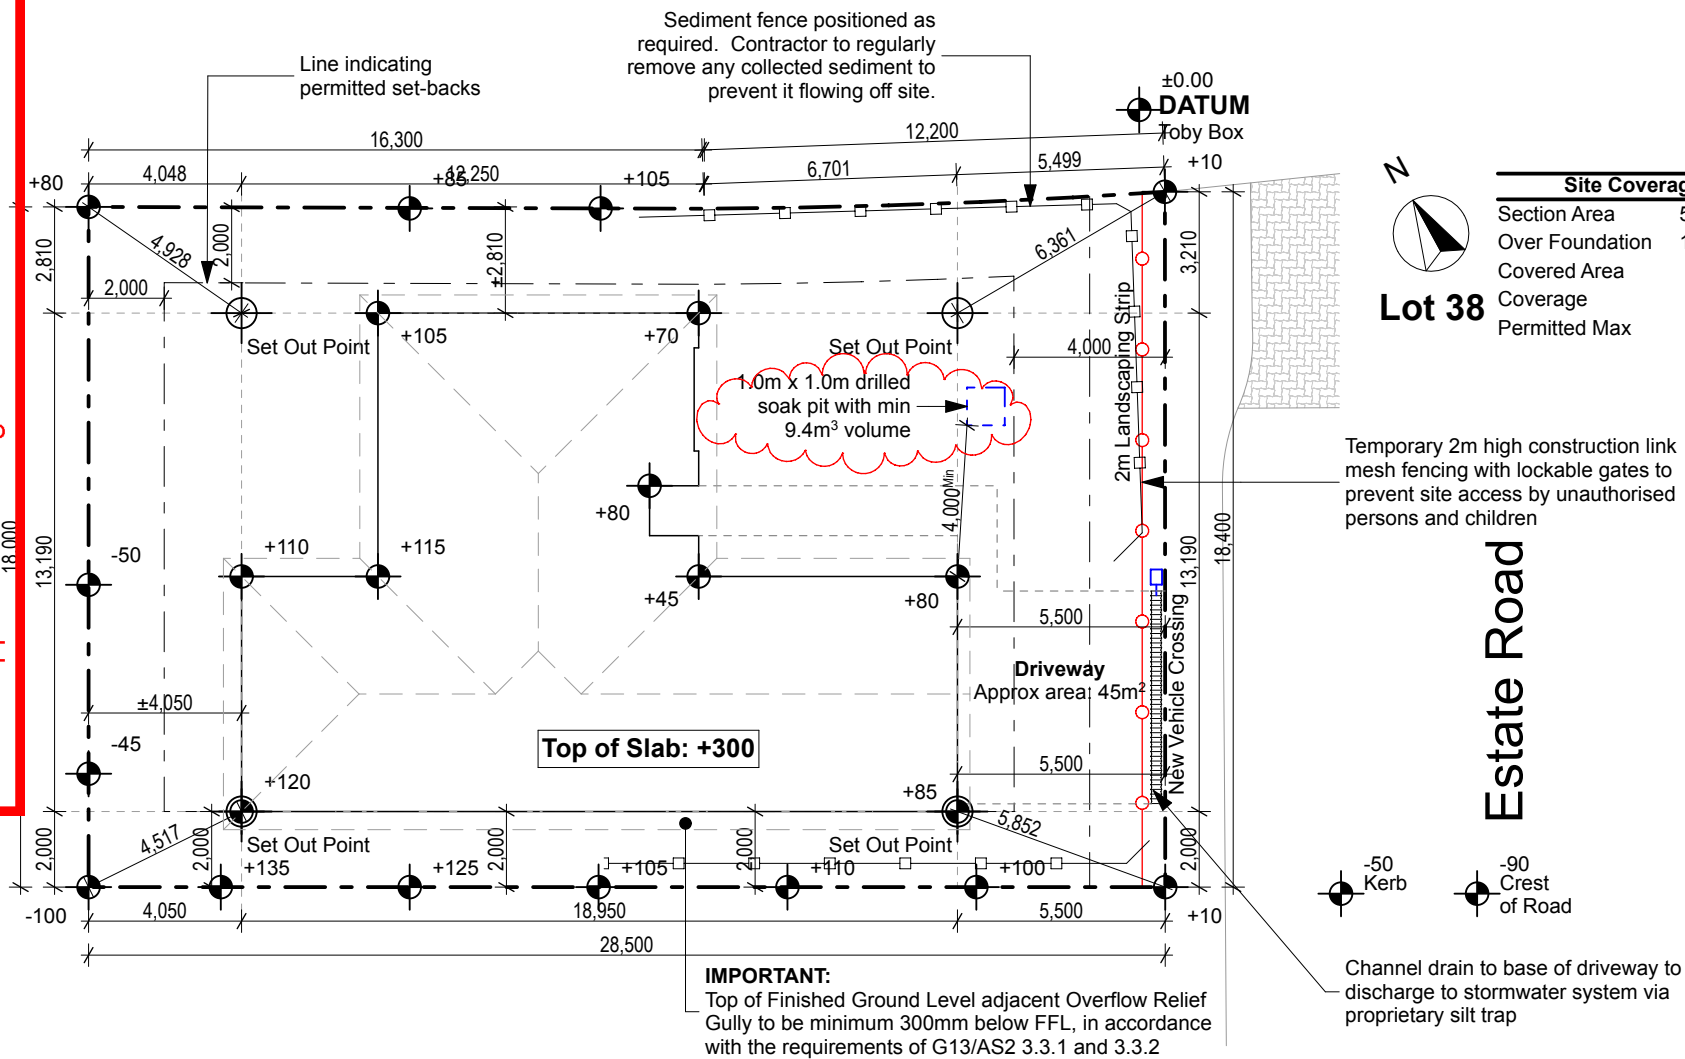 Sediment fence positioned as
required. Contractor to regularly
remove any collected sediment to
prevent it flowing off site.
Line indicating
permitted set-backs
±0.00
DATUM
Toby Box
16,300
12,200
4,048
12,250
6,701
5,499
+80
+85
+105
+10
N
Site Coverag
Section Area 5
Over Foundation 1
Covered Area
Coverage
Permitted Max
Lot 38
2,810
4,928
2,000
±2,810
6,361
3,210
2,000
Set Out Point
+105
+70
Set Out Point
4,000
2m Landscaping Strip
1.0m x 1.0m drilled
soak pit with min
9.4m³ volume
Temporary 2m high construction link
mesh fencing with lockable gates to
prevent site access by unauthorised
persons and children
4,000 Min
+80
18,000
13,190
-50
+110
+115
+45
+80
13,190
18,400
5,500
Driveway
Approx area: 45m²
New Vehicle Crossing
Estate Road
±4,050
-45
Top of Slab: +300
5,500
+120
+85
4,517
2,000
2,000
Set Out Point
2,000
2,000
Set Out Point
5,852
2,000
+135
+125
+105
+110
+100
-100
+10
4,050
18,950
5,500
28,500
-50
Kerb
-90
Crest
of Road
IMPORTANT:
Top of Finished Ground Level adjacent Overflow Relief
Gully to be minimum 300mm below FFL, in accordance
with the requirements of G13/AS2 3.3.1 and 3.3.2
Channel drain to base of driveway to
discharge to stormwater system via
proprietary silt trap